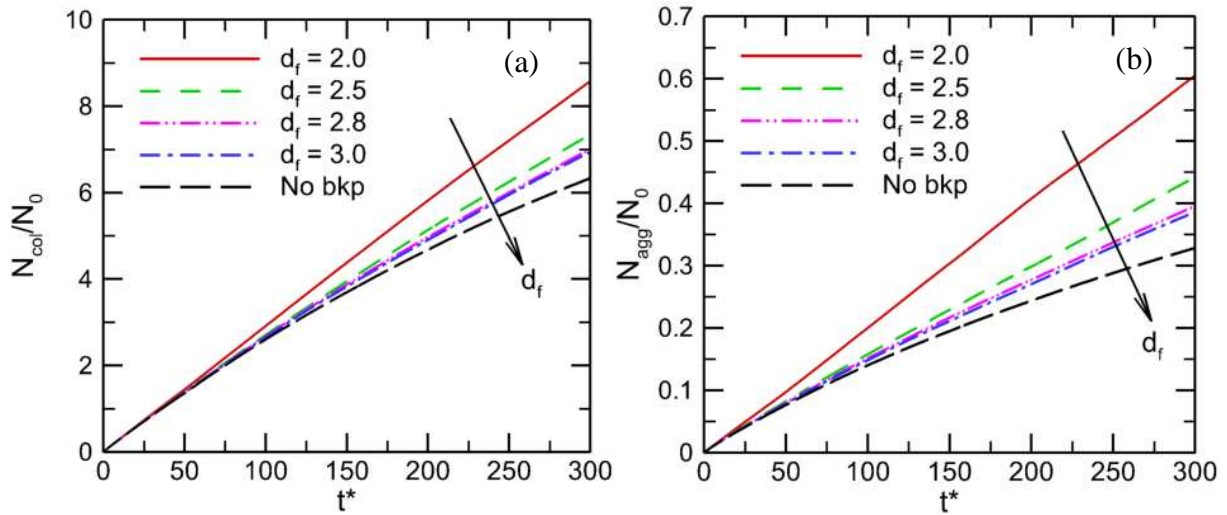 10
8
6
4
2
0
N_col/N_0
d_f = 2.0
d_f = 2.5
d_f = 2.8
d_f = 3.0
No bkp
(a)
d_f
0 50 100 150 200 250 300
t*
0.7
0.6
0.5
0.4
0.3
0.2
0.1
0
N_agg/N_0
d_f = 2.0
d_f = 2.5
d_f = 2.8
d_f = 3.0
No bkp
(b)
d_f
0 50 100 150 200 250 300
t*